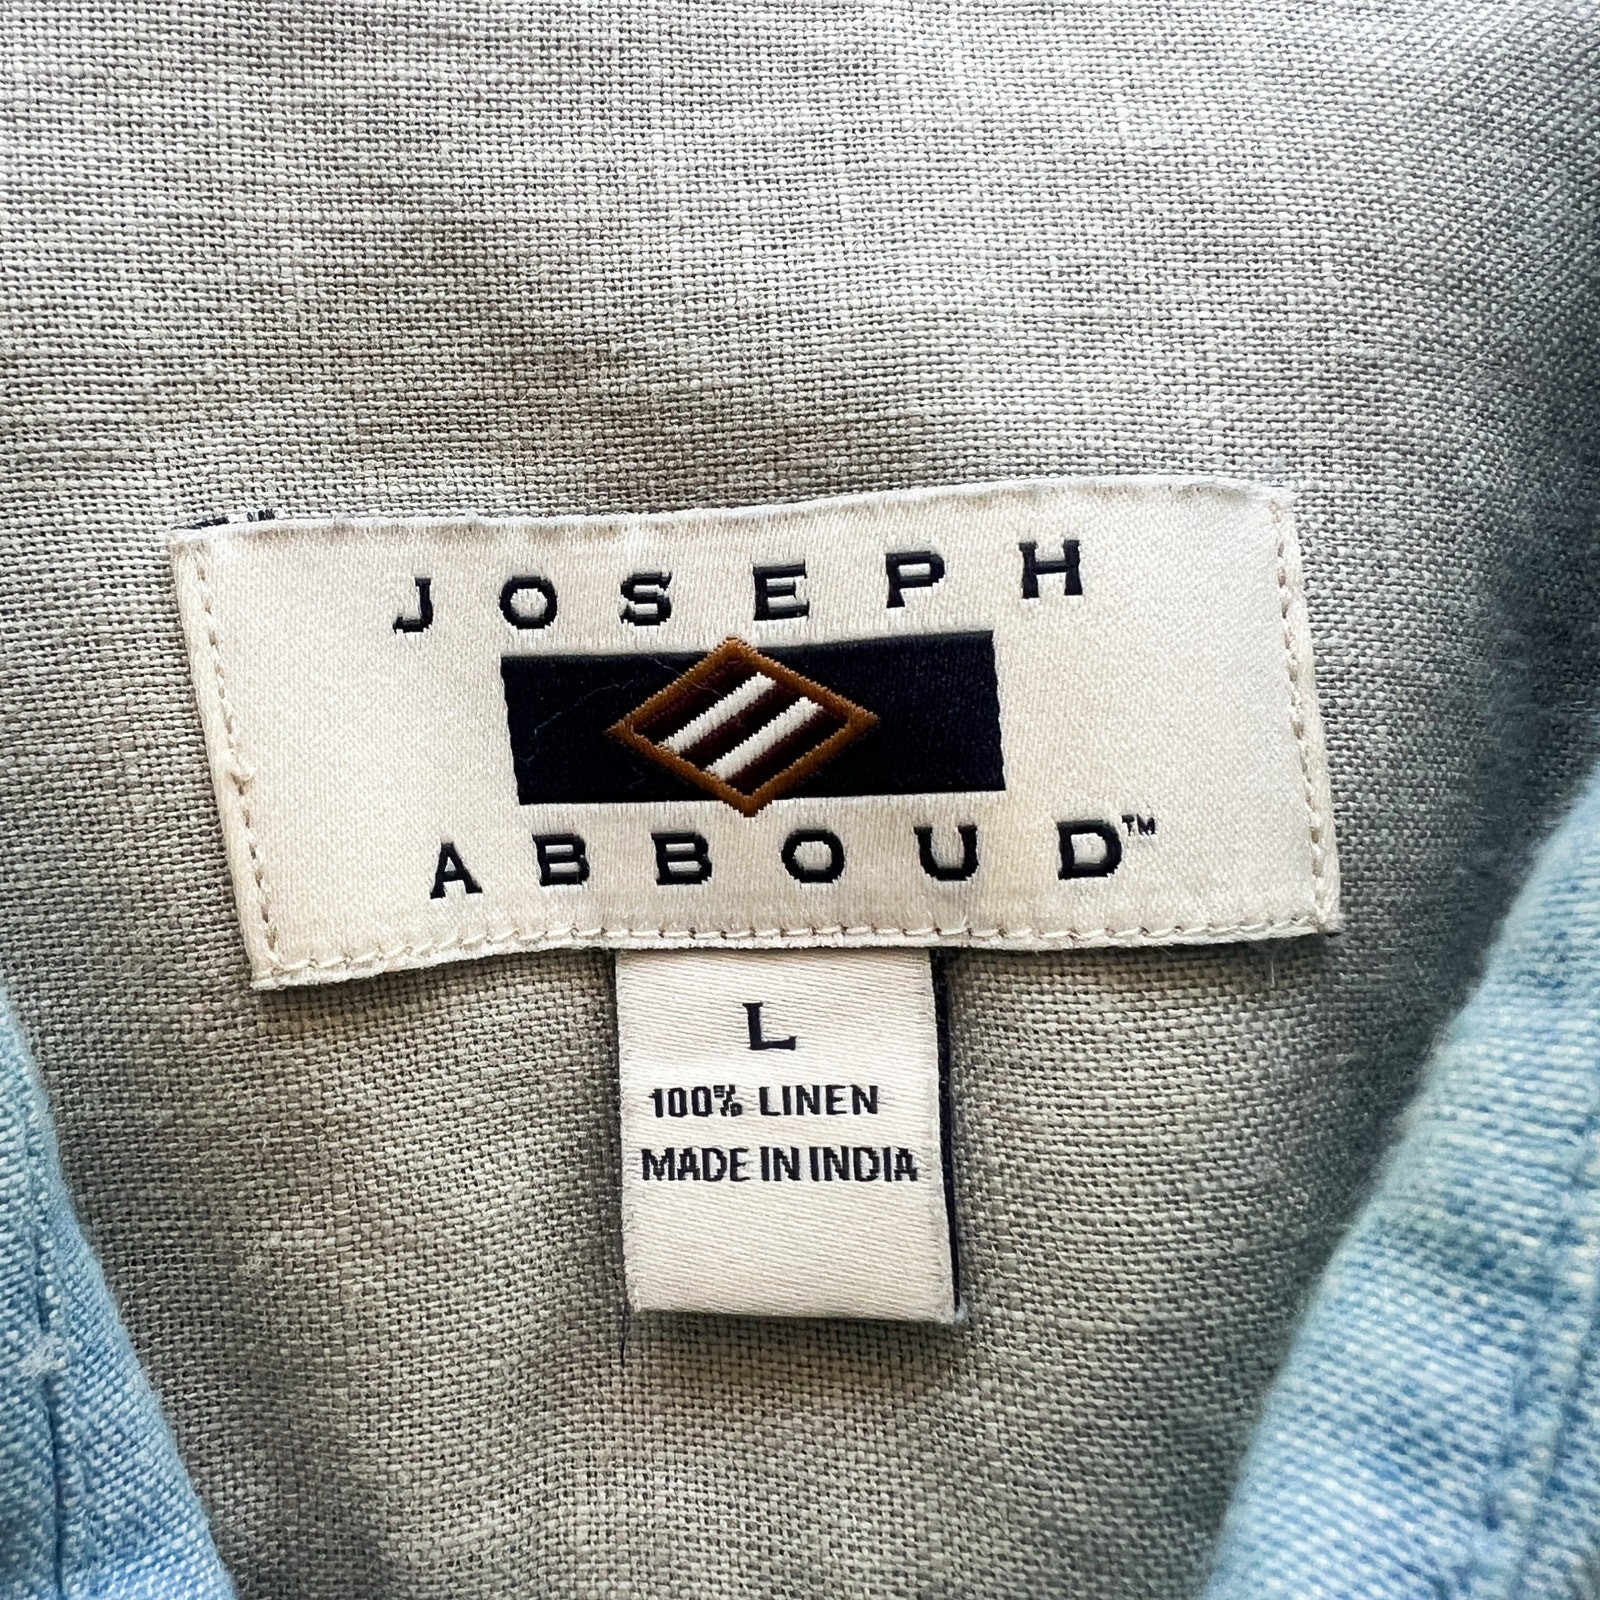 JOSEPH
ABBOUD™
L
100% LINEN
MADE IN INDIA